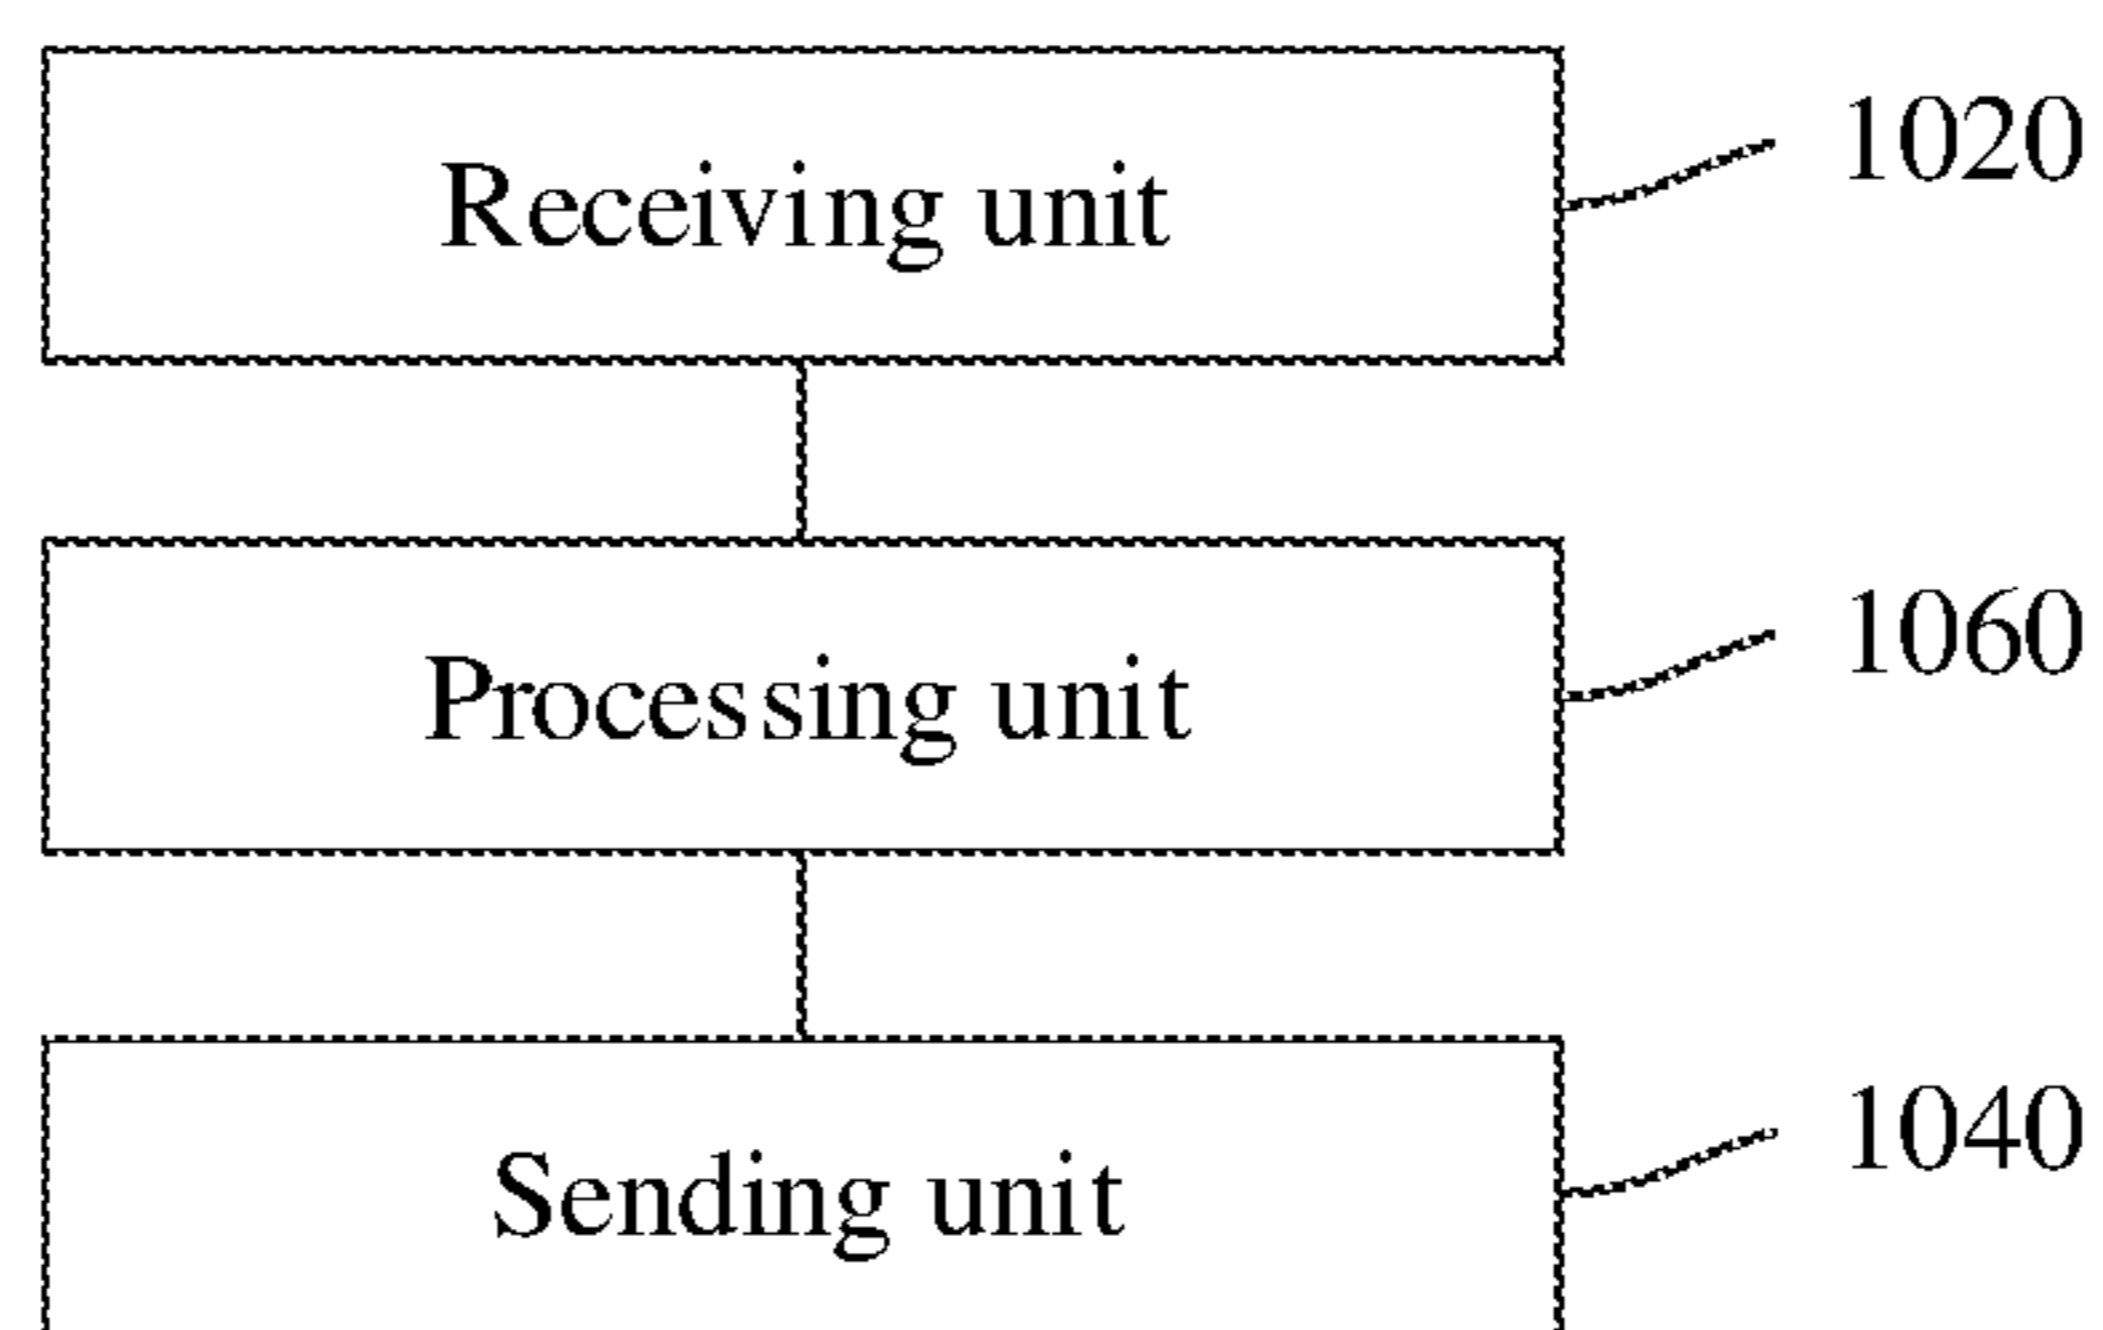 Receiving unit
1020
Processing unit
1060
Sending unit
1040